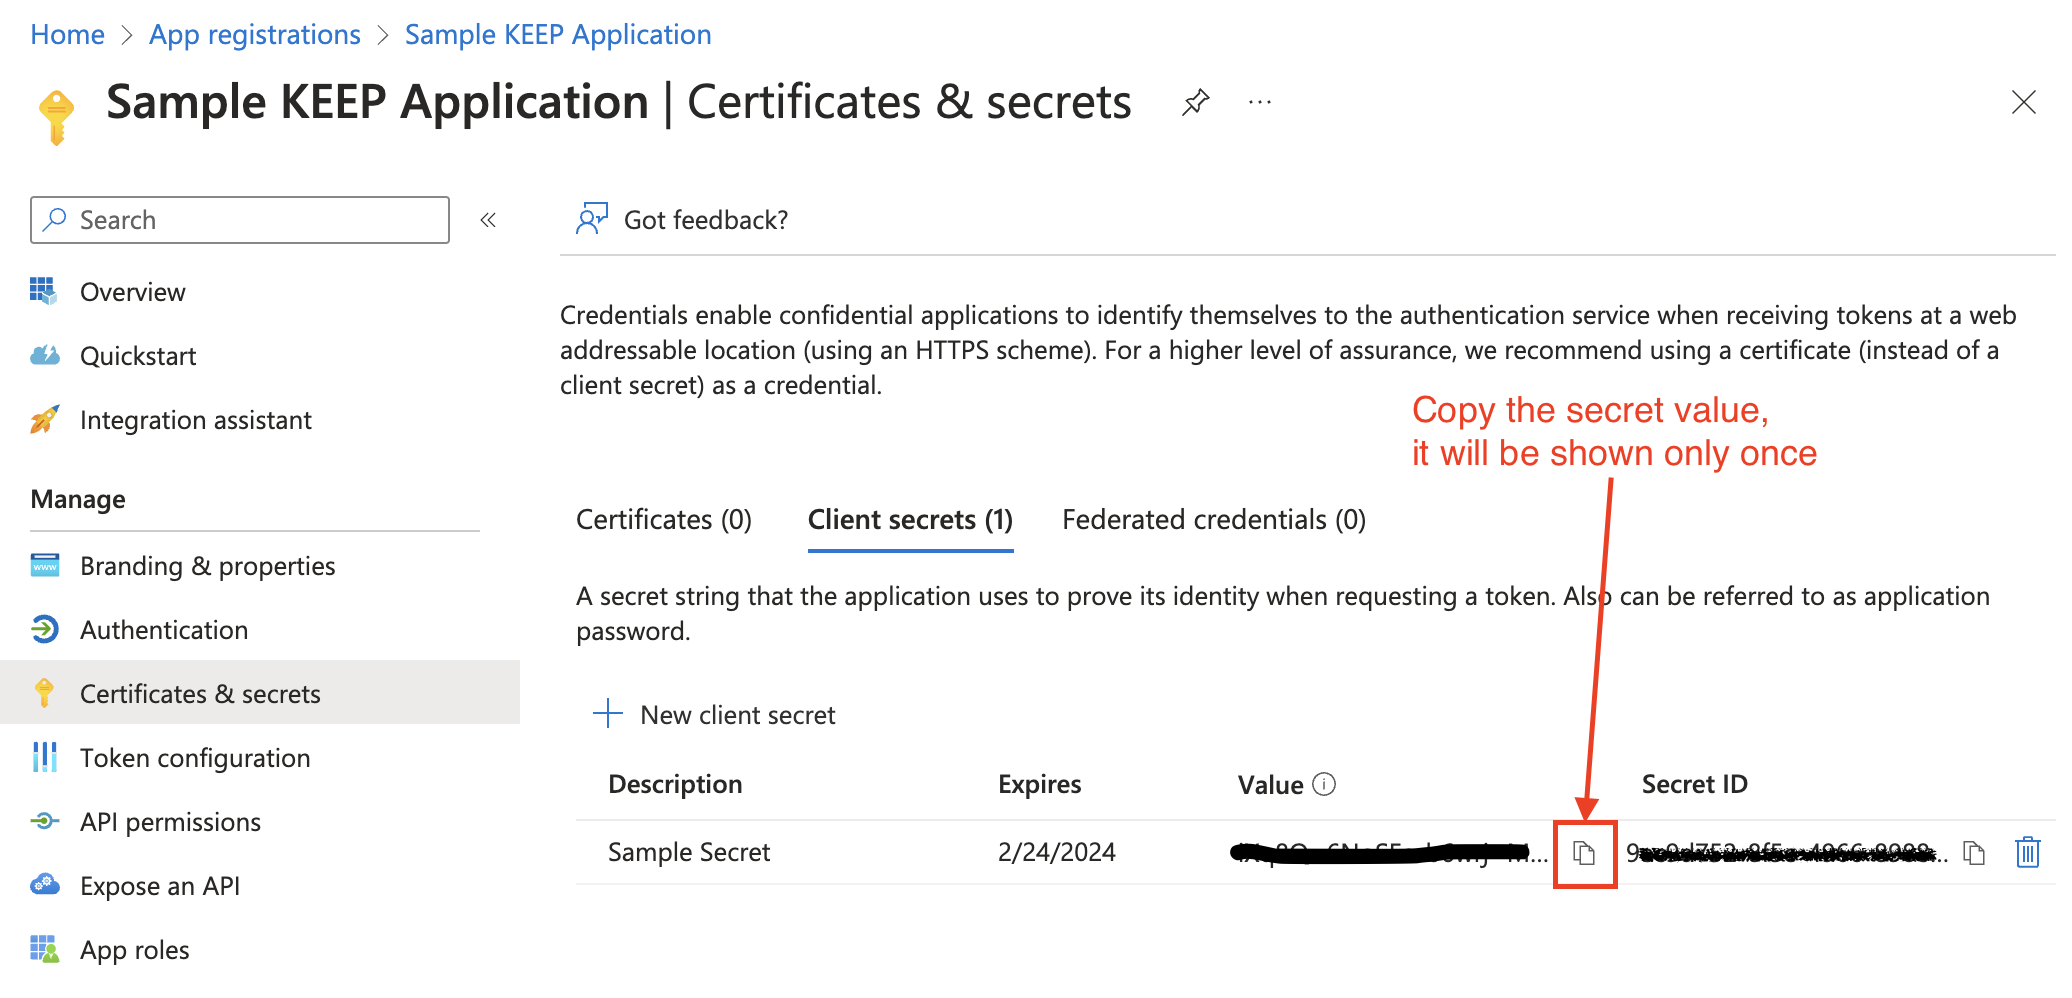 Home > App registrations > Sample KEEP Application
Sample KEEP Application | Certificates & secrets
Search
Got feedback?
Overview
Quickstart
Integration assistant
Manage
Branding & properties
Authentication
Certificates & secrets
Token configuration
API permissions
Expose an API
App roles
Credentials enable confidential applications to identify themselves to the authentication service when receiving tokens at a web
addressable location (using an HTTPS scheme). For a higher level of assurance, we recommend using a certificate (instead of a
client secret) as a credential.
Copy the secret value,
it will be shown only once
Certificates (0) Client secrets (1) Federated credentials (0)
A secret string that the application uses to prove its identity when requesting a token. Also can be referred to as application
password.
New client secret
Description Expires Value Secret ID
Sample Secret 2/24/2024